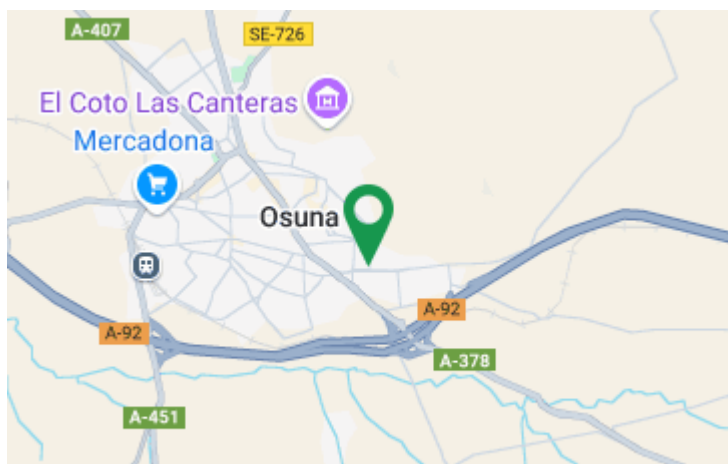 A-407
SE-726
El Coto Las Canteras
Mercadona
Osuna
A-92
A-92
A-378
A-451